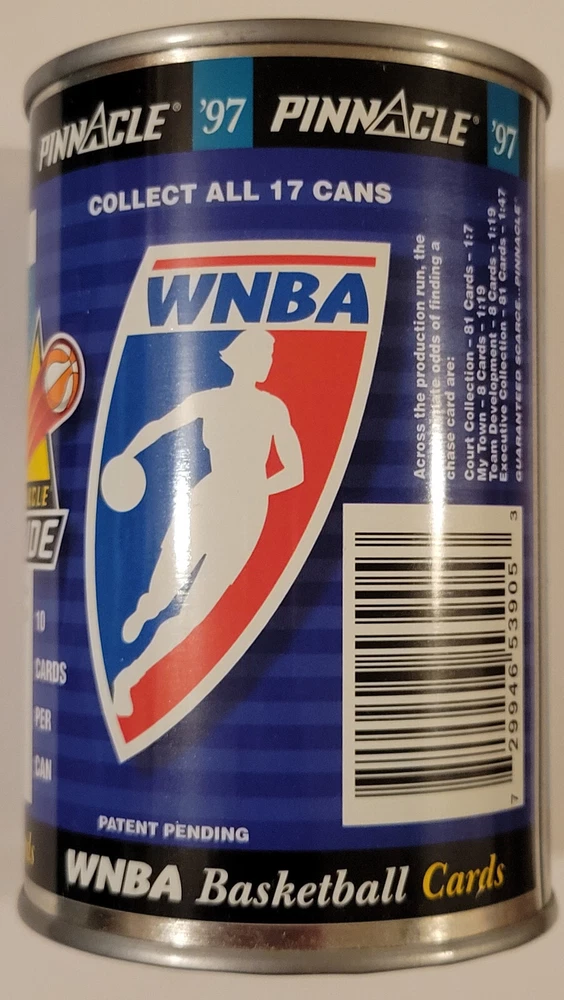 PINNACLE® '97 PINNACLE® '97
COLLECT ALL 17 CANS
WNBA
DE
10
CARDS
PER
CAN
Across the production run, the
odds of finding a
chase card are:
Court Collection - 81 Cards - 1:7
My Town - 8 Cards - 1:19
Team Development - 8 Cards - 1:19
Executive Collection - 81 Cards - 1:47
GUARANTEED SCARCE...PINNACLE
7 29946 53905 3
PATENT PENDING
WNBA Basketball Cards